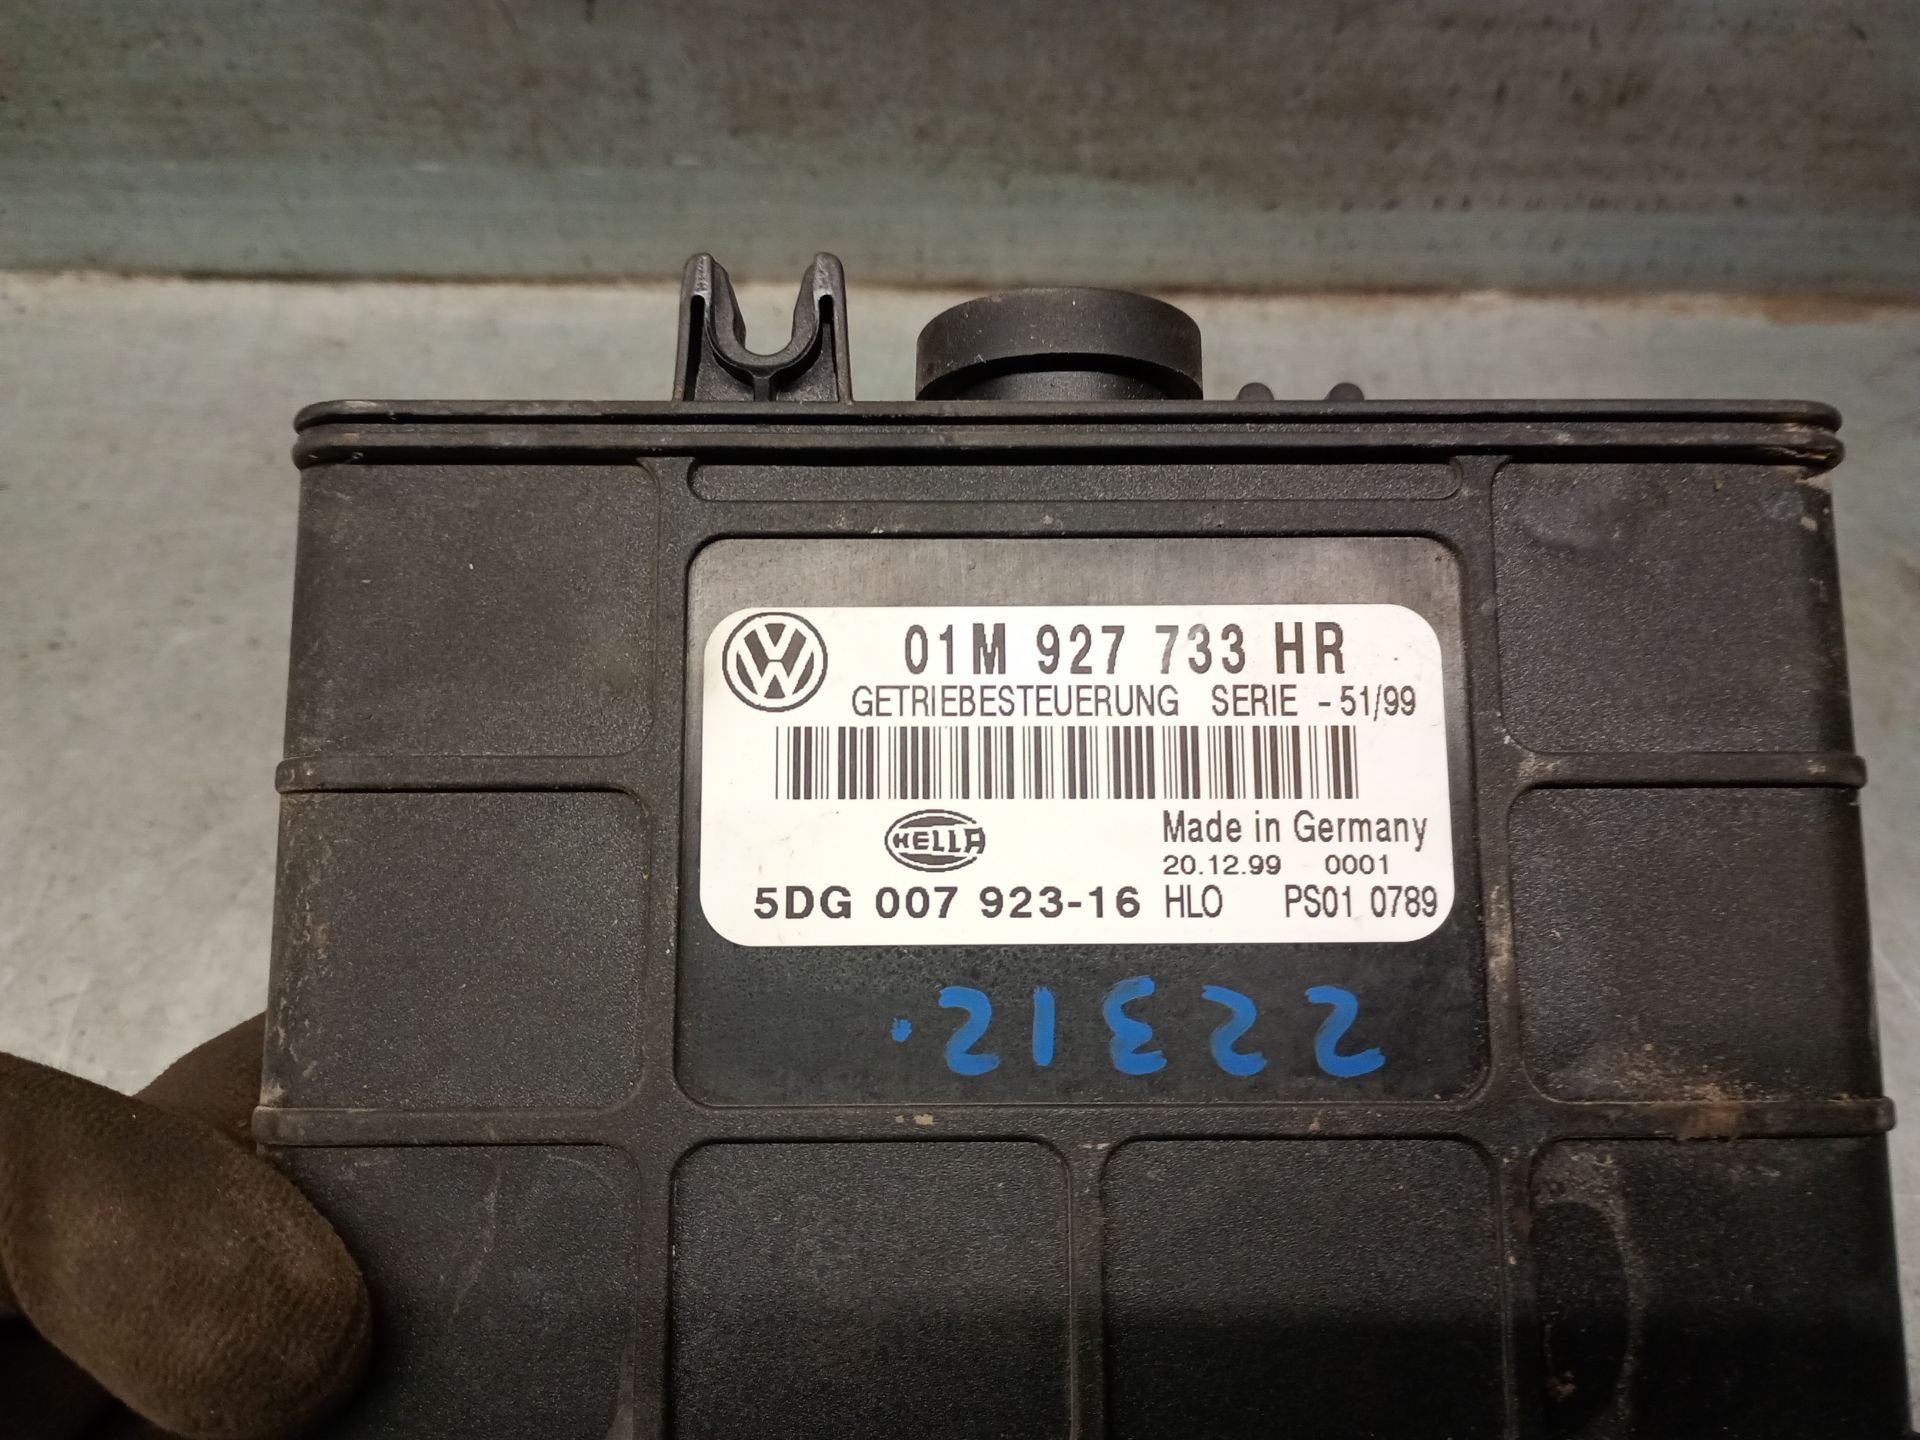 01M 927 733 HR
GETRIEBESTEUERUNG SERIE - 51/99
HELLA
Made in Germany
20.12.99 0001
5DG 007 923-16 HLO PS01 0789
22312.